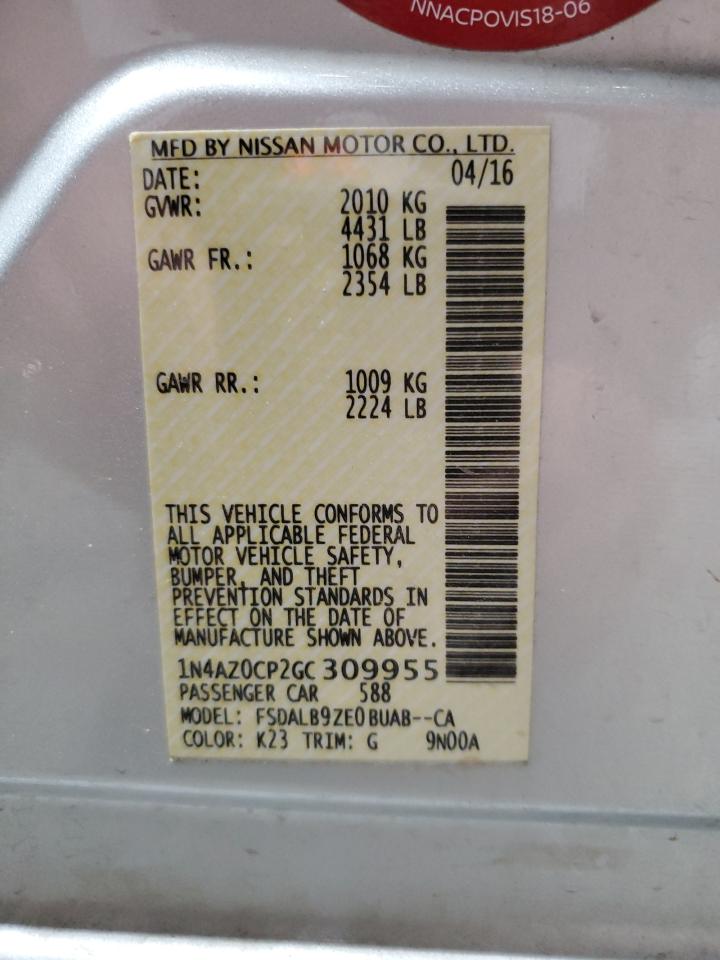 NNACPOVIS18-06
MFD BY NISSAN MOTOR CO., LTD.
DATE: 04/16
GVWR: 2010 KG
4431 LB
GAWR FR.: 1068 KG
2354 LB
GAWR RR.: 1009 KG
2224 LB
THIS VEHICLE CONFORMS TO
ALL APPLICABLE FEDERAL
MOTOR VEHICLE SAFETY,
BUMPER, AND THEFT
PREVENTION STANDARDS IN
EFFECT ON THE DATE OF
MANUFACTURE SHOWN ABOVE.
1N4AZ0CP2GC309955
PASSENGER CAR 588
MODEL: FSDALB9ZE0BUAB--CA
COLOR: K23 TRIM: G 9N00A